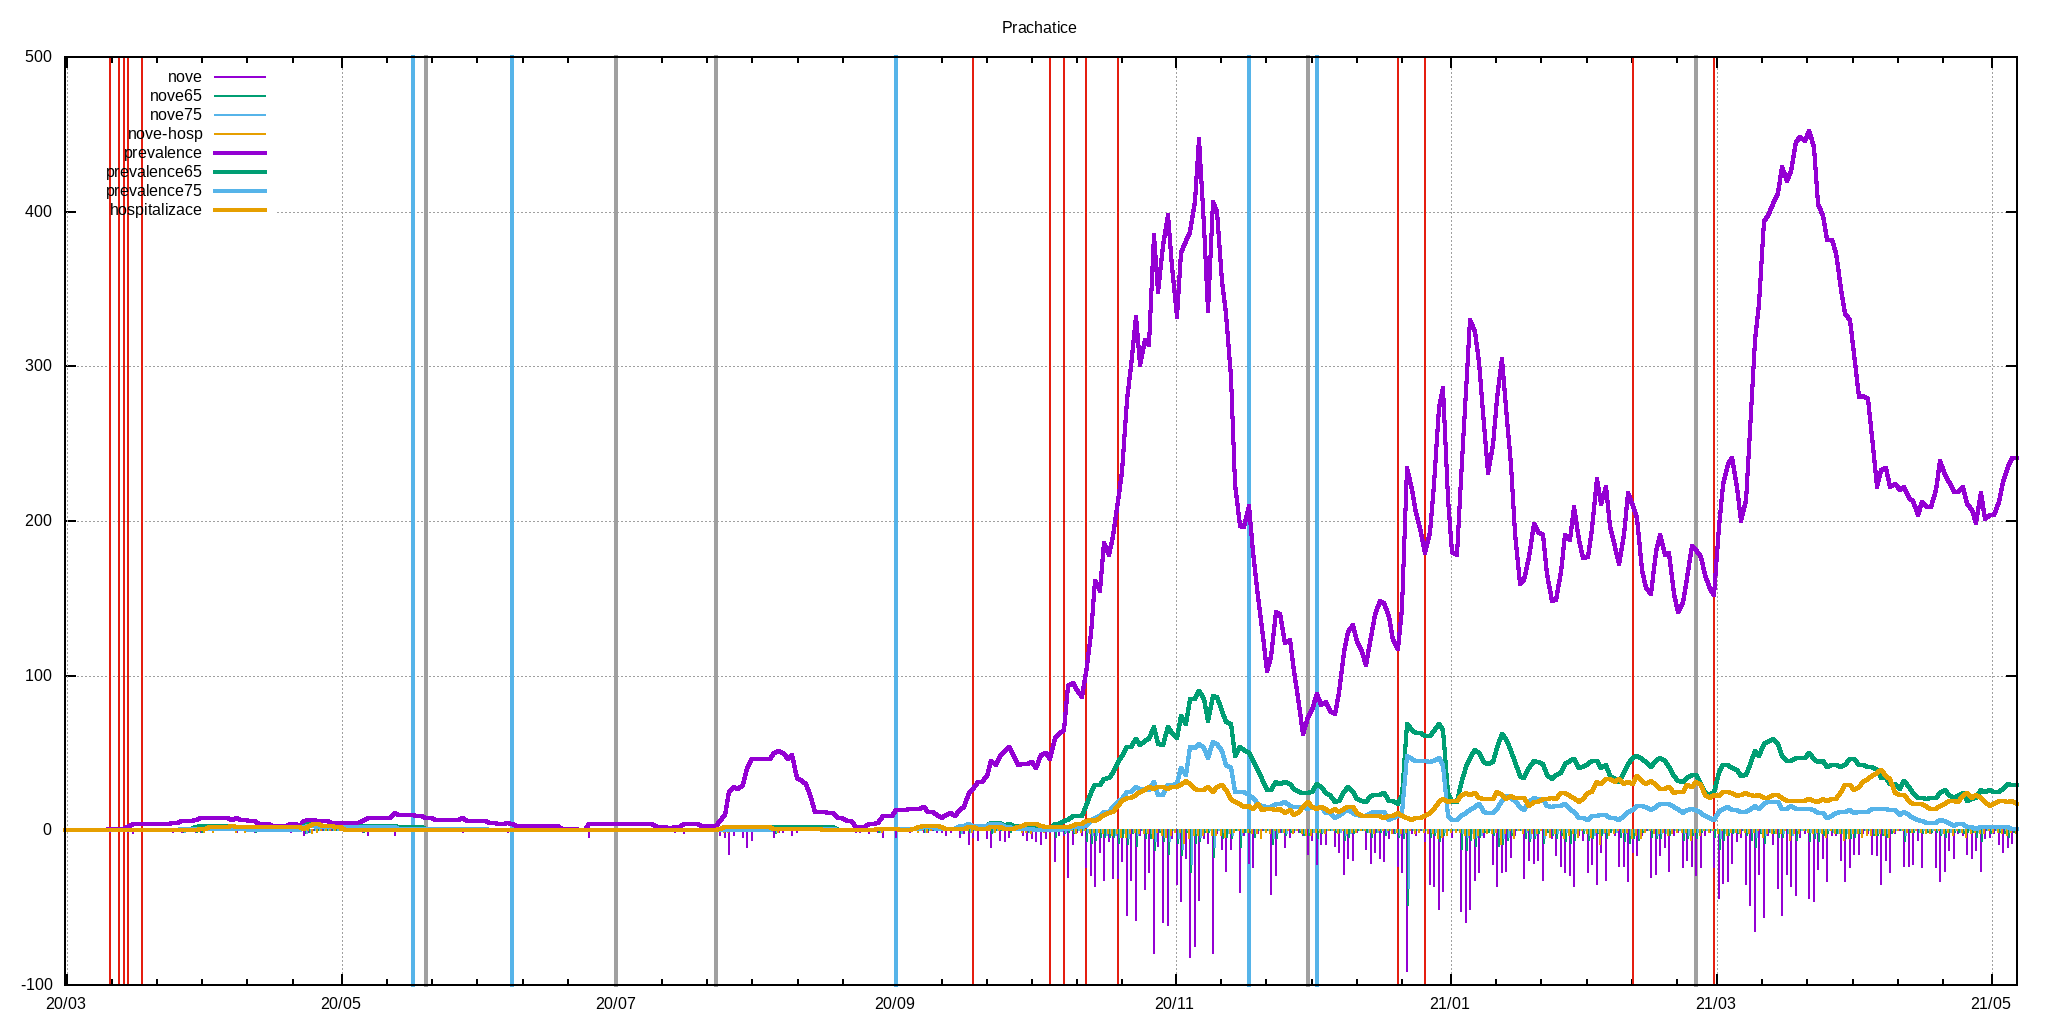 Prachatice
500
400
300
200
100
0
-100
nove
nove65
nove75
nove-hosp
prevalence
prevalence65
prevalence75
hospitalizace
20/03 20/05 20/07 20/09 20/11 21/01 21/03 21/05